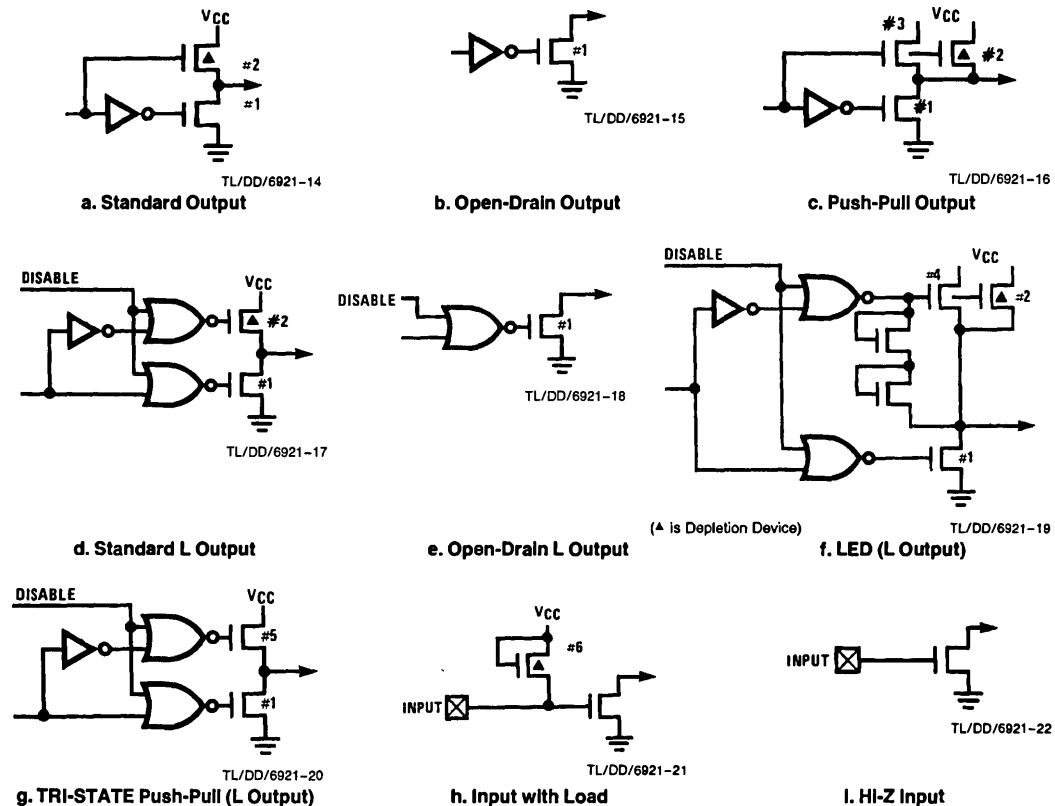 VCC
#2
#1
TL/DD/6921-14
a. Standard Output
#1
TL/DD/6921-15
b. Open-Drain Output
#3
VCC
#2
#1
TL/DD/6921-16
c. Push-Pull Output
DISABLE
VCC
#2
#1
TL/DD/6921-17
d. Standard L Output
DISABLE
#1
TL/DD/6921-18
e. Open-Drain L Output
DISABLE
#4
VCC
#2
#1
(▲ is Depletion Device)
TL/DD/6921-19
f. LED (L Output)
DISABLE
VCC
#5
#1
TL/DD/6921-20
g. TRI-STATE Push-Pull (L Output)
VCC
#6
INPUT
TL/DD/6921-21
h. Input with Load
INPUT
TL/DD/6921-22
I. Hi-Z Input